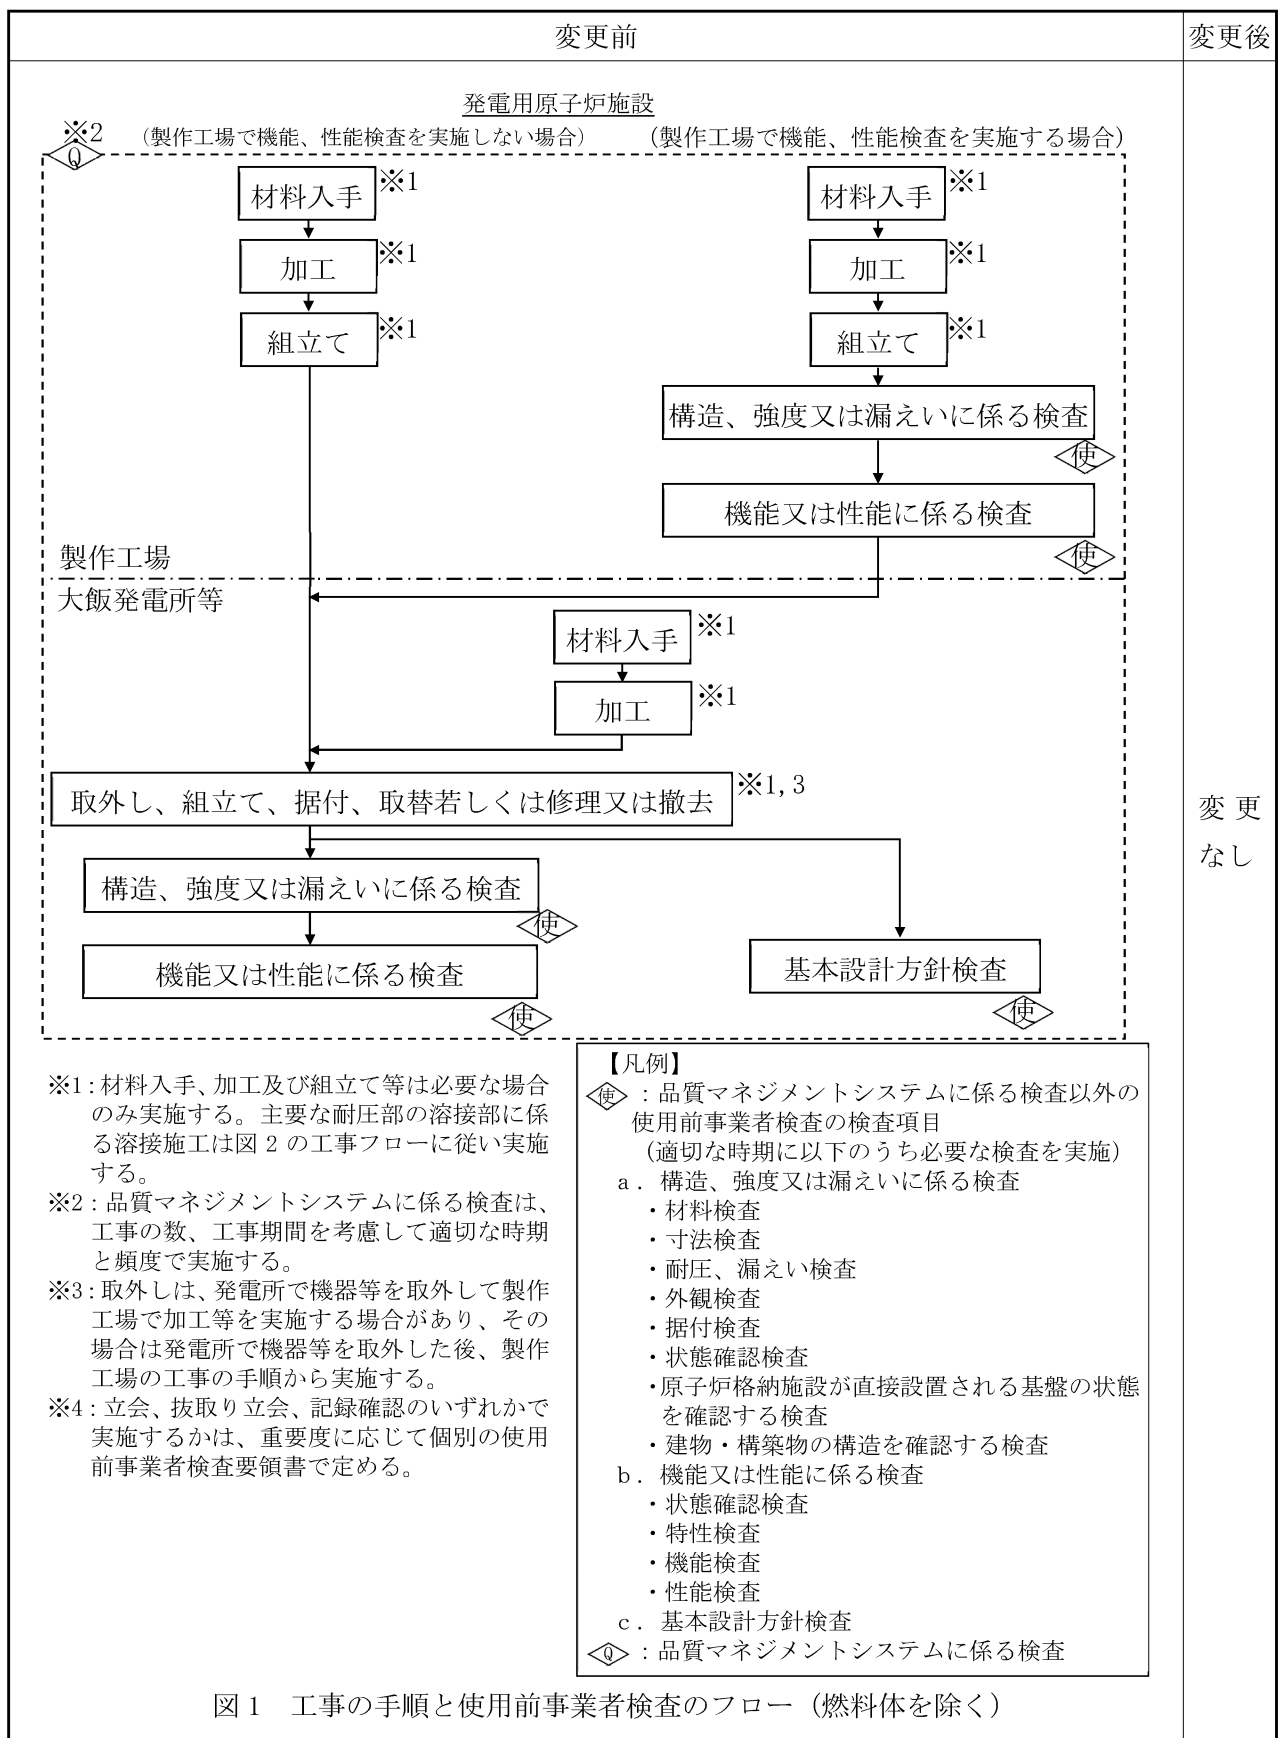 変更前
変更後
発電用原子炉施設
※2
(製作工場で機能、性能検査を実施しない場合)
(製作工場で機能、性能検査を実施する場合)
Q
材料入手
※1
材料入手
※1
加工
※1
加工
※1
組立て
※1
組立て
※1
構造、強度又は漏えいに係る検査
使
機能又は性能に係る検査
使
製作工場
大飯発電所等
材料入手
※1
加工
※1
取外し、組立て、据付、取替若しくは修理又は撤去
※1,3
構造、強度又は漏えいに係る検査
使
機能又は性能に係る検査
使
基本設計方針検査
使
変更
なし
※1:材料入手、加工及び組立て等は必要な場合
のみ実施する。主要な耐圧部の溶接部に係
る溶接施工は図2の工事フローに従い実施
する。
※2:品質マネジメントシステムに係る検査は、
工事の数、工事期間を考慮して適切な時期
と頻度で実施する。
※3:取外しは、発電所で機器等を取外して製作
工場で加工等を実施する場合があり、その
場合は発電所で機器等を取外した後、製作
工場の工事の手順から実施する。
※4:立会、抜取り立会、記録確認のいずれかで
実施するかは、重要度に応じて個別の使用
前事業者検査要領書で定める。
【凡例】
使:品質マネジメントシステムに係る検査以外の
使用前事業者検査の検査項目
(適切な時期に以下のうち必要な検査を実施)
a.構造、強度又は漏えいに係る検査
・材料検査
・寸法検査
・耐圧、漏えい検査
・外観検査
・据付検査
・状態確認検査
・原子炉格納施設が直接設置される基盤の状態
を確認する検査
・建物・構築物の構造を確認する検査
b.機能又は性能に係る検査
・状態確認検査
・特性検査
・機能検査
・性能検査
c.基本設計方針検査
Q:品質マネジメントシステムに係る検査
図1 工事の手順と使用前事業者検査のフロー(燃料体を除く)